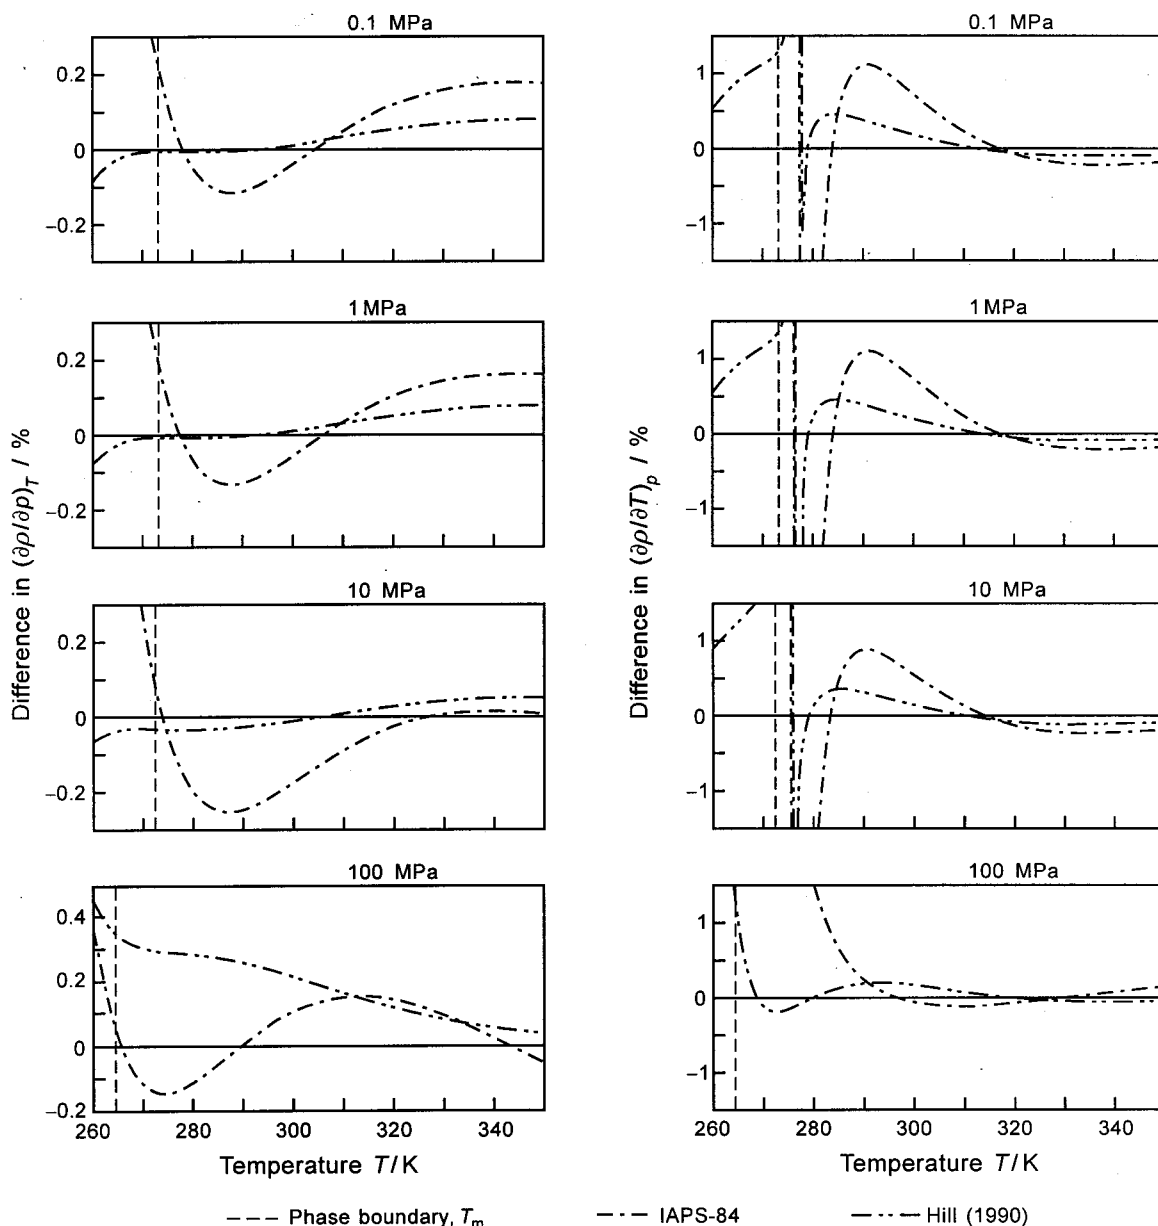 0.1 MPa
0.2
0
−0.2
1 MPa
0.2
0
−0.2
10 MPa
0.2
0
−0.2
100 MPa
0.4
0.2
0
−0.2
260 280 300 320 340
Temperature T/K
Difference in (∂ρ/∂p)T / %
0.1 MPa
1
0
−1
1 MPa
1
0
−1
10 MPa
1
0
−1
100 MPa
1
0
−1
260 280 300 320 340
Temperature T/K
Difference in (∂ρ/∂T)p / %
Phase boundary, Tm
IAPS-84
Hill (1990)